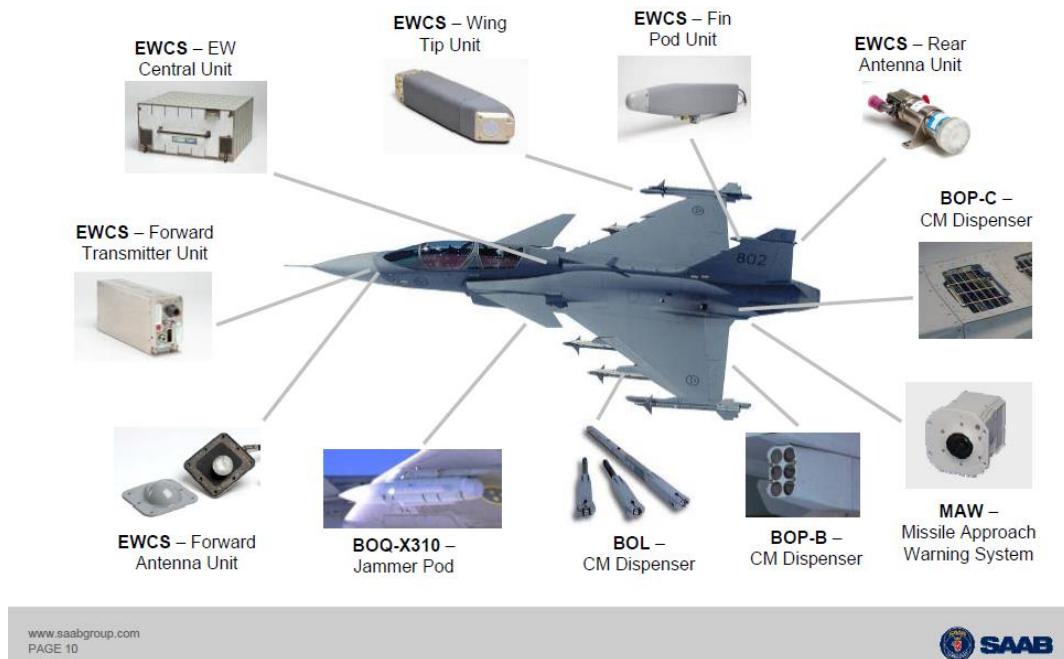 EWCS – EW
Central Unit
EWCS – Wing
Tip Unit
EWCS – Fin
Pod Unit
EWCS – Rear
Antenna Unit
BOP-C –
CM Dispenser
EWCS – Forward
Transmitter Unit
802
EWCS – Forward
Antenna Unit
BOQ-X310 –
Jammer Pod
BOL –
CM Dispenser
BOP-B –
CM Dispenser
MAW –
Missile Approach
Warning System
www.saabgroup.com
PAGE 10
SAAB